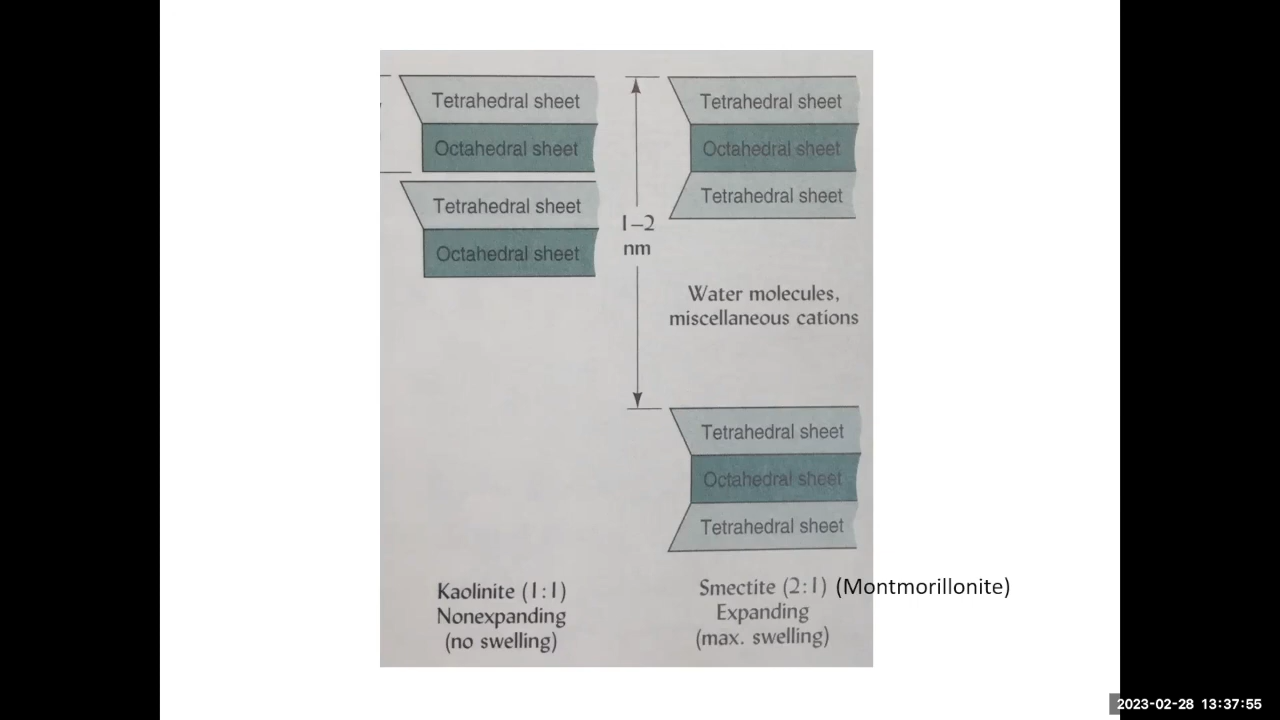 Tetrahedral sheet
Octahedral sheet
Tetrahedral sheet
Octahedral sheet
1–2
nm
Tetrahedral sheet
Octahedral sheet
Tetrahedral sheet
Water molecules,
miscellaneous cations
Tetrahedral sheet
Octahedral sheet
Tetrahedral sheet
Kaolinite (1:1)
Nonexpanding
(no swelling)
Smectite (2:1) (Montmorillonite)
Expanding
(max. swelling)
2023-02-28 13:37:55